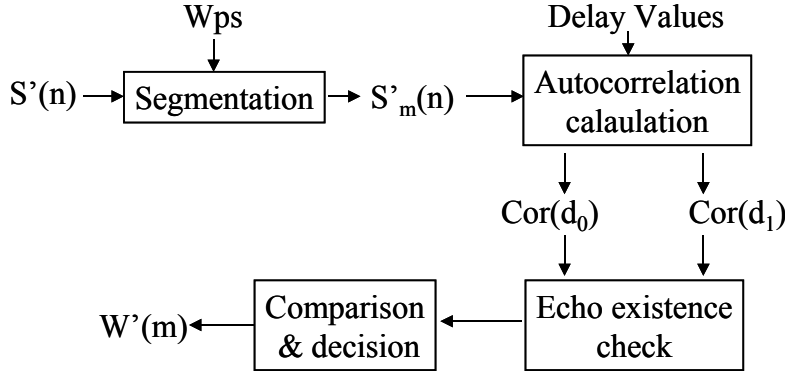 Wps
Delay Values
S'(n)
Segmentation
S'm(n)
Autocorrelation
calaulation
Cor(d0)
Cor(d1)
W'(m)
Comparison
& decision
Echo existence
check